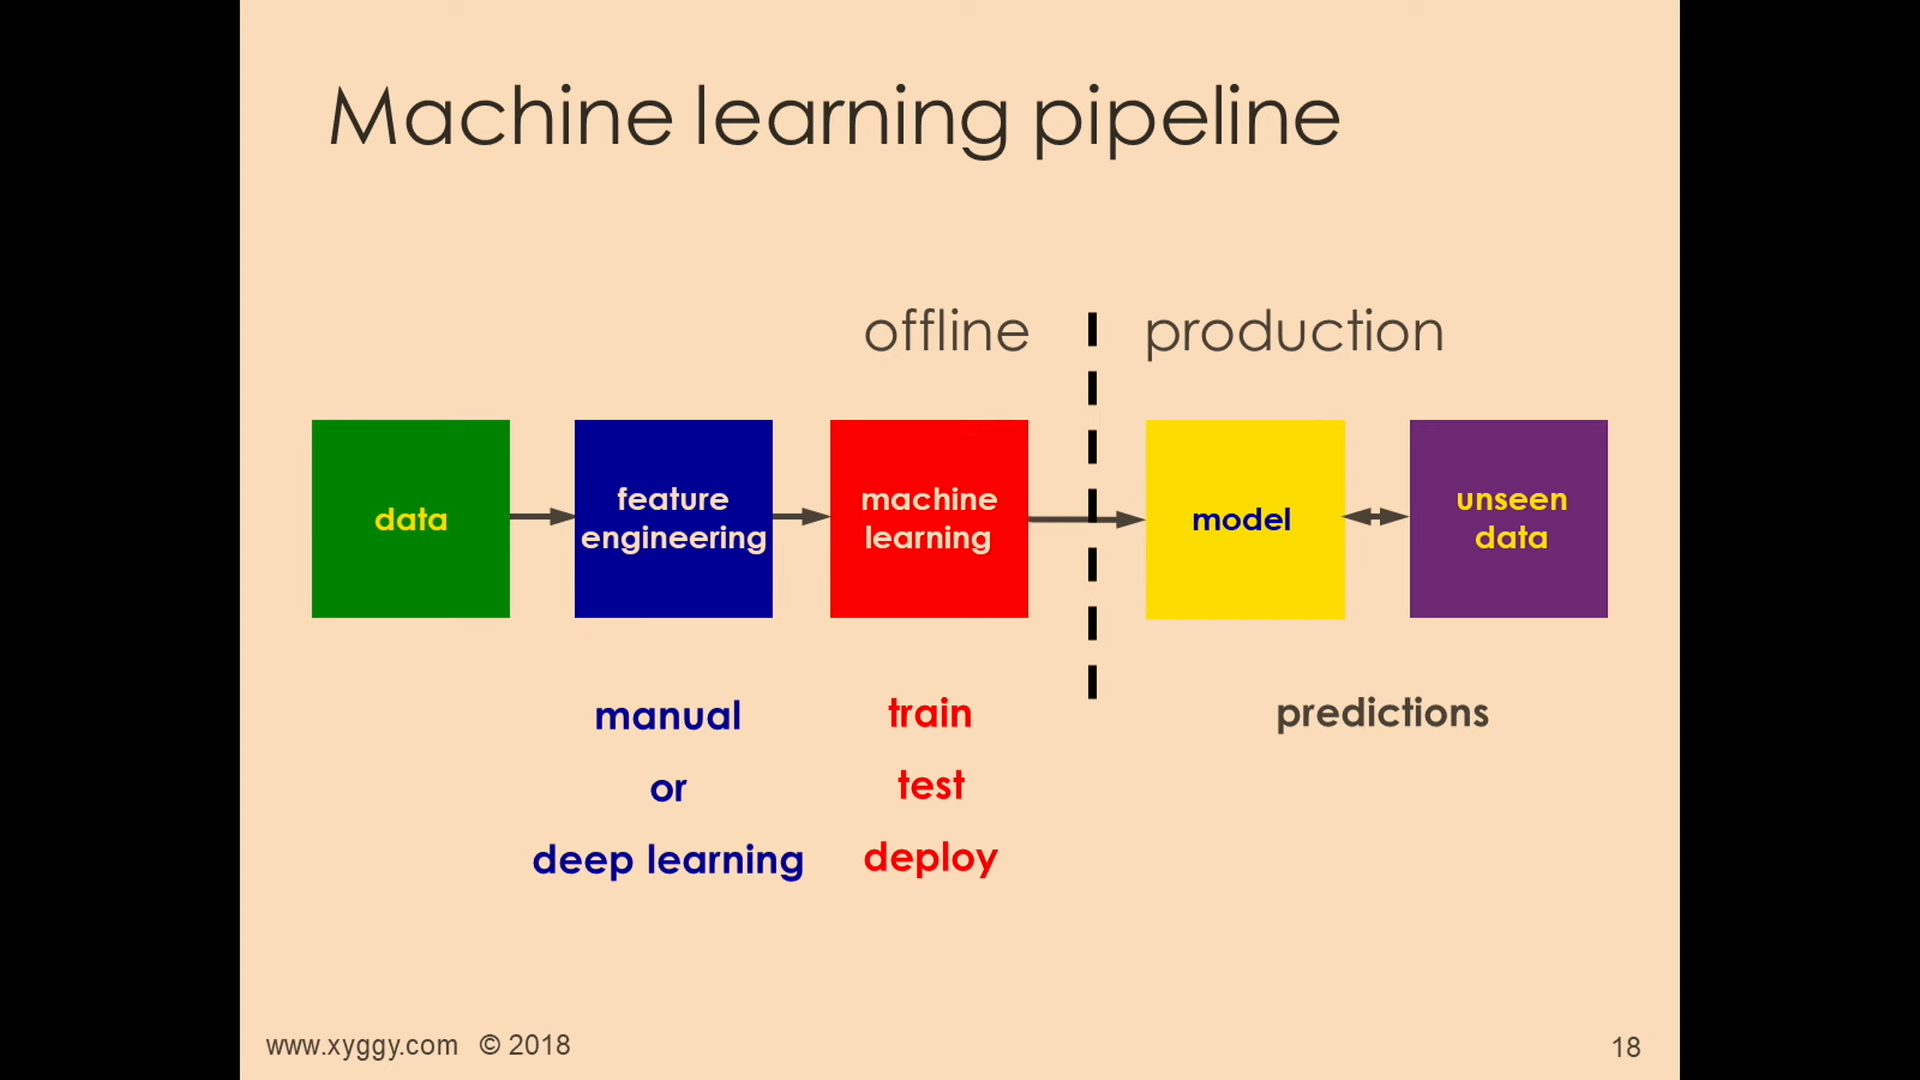 Machine learning pipeline
offline
production
data
feature
engineering
machine
learning
model
unseen
data
manual
or
deep learning
train
test
deploy
predictions
www.xyggy.com © 2018
18